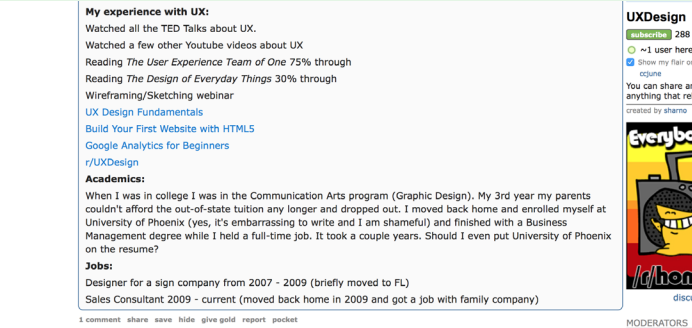 My experience with UX:
Watched all the TED Talks about UX.
Watched a few other Youtube videos about UX
Reading The User Experience Team of One 75% through
Reading The Design of Everyday Things 30% through
Wireframing/Sketching webinar
UX Design Fundamentals
Build Your First Website with HTML5
Google Analytics for Beginners
r/UXDesign
Academics:
When I was in college I was in the Communication Arts program (Graphic Design). My 3rd year my parents
couldn't afford the out-of-state tuition any longer and dropped out. I moved back home and enrolled myself at
University of Phoenix (yes, it's embarrassing to write and I am shameful) and finished with a Business
Management degree while I held a full-time job. It took a couple years. Should I even put University of Phoenix
on the resume?
Jobs:
Designer for a sign company from 2007 - 2009 (briefly moved to FL)
Sales Consultant 2009 - current (moved back home in 2009 and got a job with family company)
1 comment share save hide give gold report pocket
UXDesign
subscribe 288
~1 user here
Show my flair
ccjune
You can share
anything that
created by sharno
/r/
MODERATORS